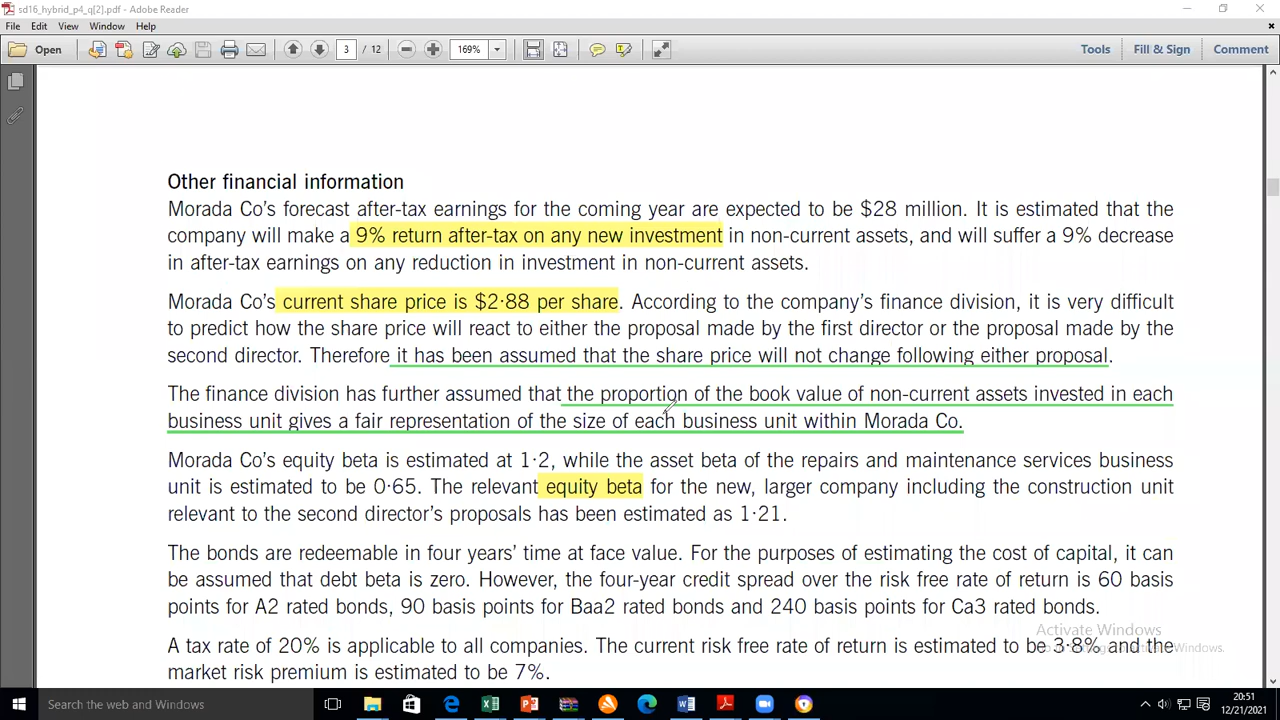 sd16_hybrid_p4_q[2].pdf - Adobe Reader
File Edit View Window Help
Open 3 / 12 169% Tools Fill & Sign Comment
Other financial information
Morada Co's forecast after-tax earnings for the coming year are expected to be $28 million. It is estimated that the
company will make a 9% return after-tax on any new investment in non-current assets, and will suffer a 9% decrease
in after-tax earnings on any reduction in investment in non-current assets.
Morada Co's current share price is $2·88 per share. According to the company's finance division, it is very difficult
to predict how the share price will react to either the proposal made by the first director or the proposal made by the
second director. Therefore it has been assumed that the share price will not change following either proposal.
The finance division has further assumed that the proportion of the book value of non-current assets invested in each
business unit gives a fair representation of the size of each business unit within Morada Co.
Morada Co's equity beta is estimated at 1·2, while the asset beta of the repairs and maintenance services business
unit is estimated to be 0·65. The relevant equity beta for the new, larger company including the construction unit
relevant to the second director's proposals has been estimated as 1·21.
The bonds are redeemable in four years' time at face value. For the purposes of estimating the cost of capital, it can
be assumed that debt beta is zero. However, the four-year credit spread over the risk free rate of return is 60 basis
points for A2 rated bonds, 90 basis points for Baa2 rated bonds and 240 basis points for Ca3 rated bonds.
Activate Windows
A tax rate of 20% is applicable to all companies. The current risk free rate of return is estimated to be 3·8% and the
market risk premium is estimated to be 7%.
Search the web and Windows
20:51
12/21/2021